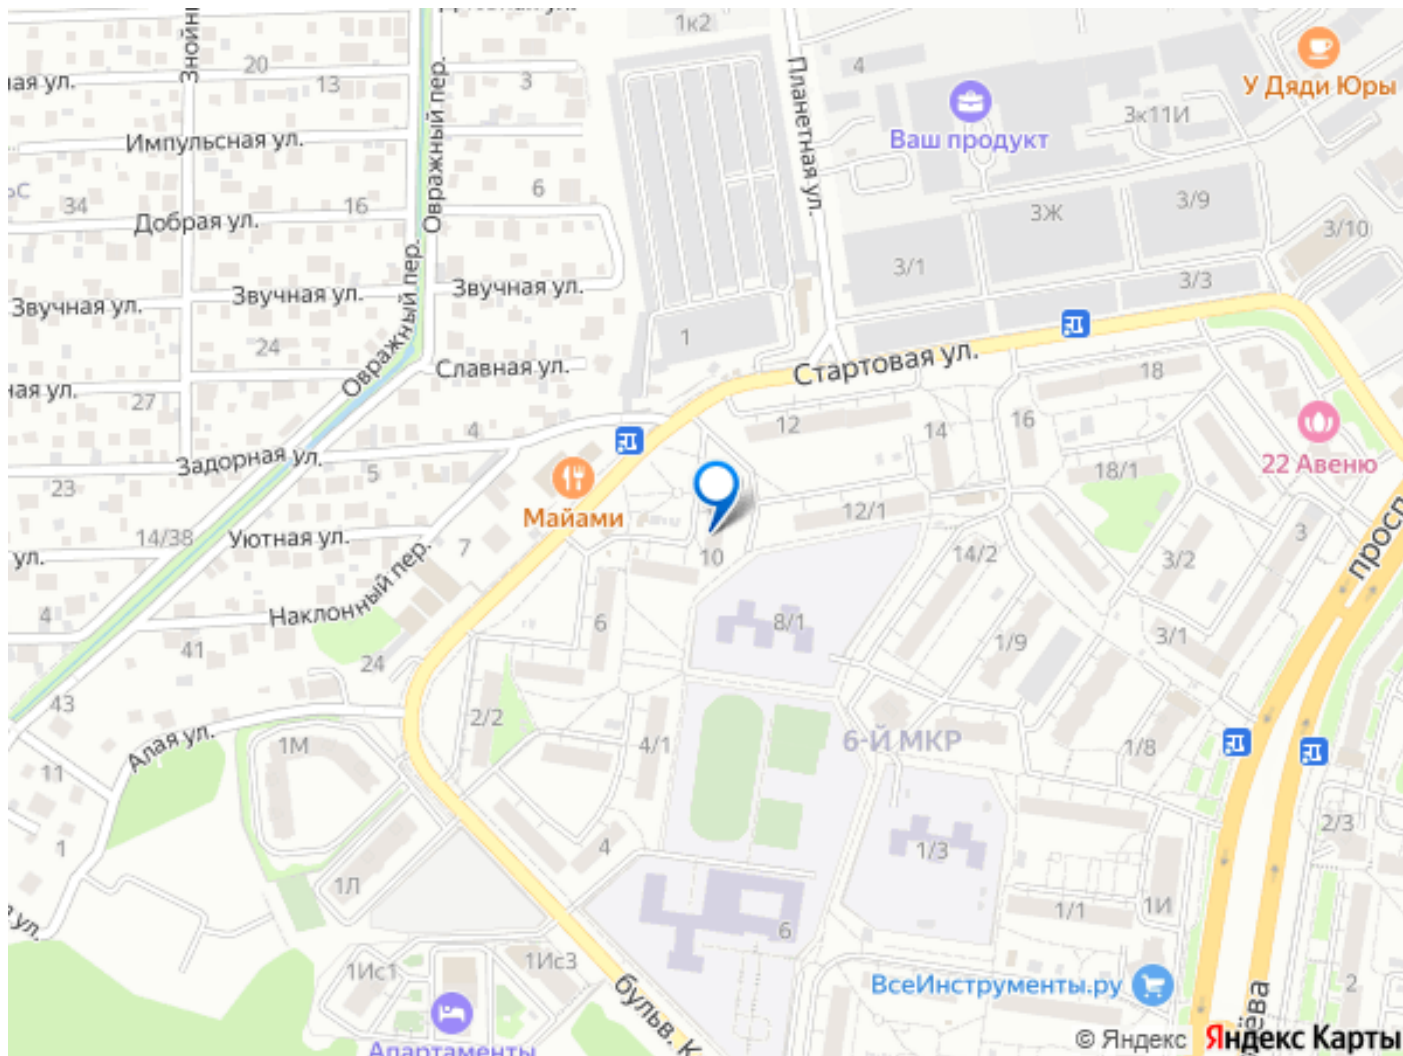 1к2
Знойн
20
13
3
ая ул.
Овражный пер.
Планетная ул.
4
У Дяди Юры
Ваш продукт
3к11И
Импульсная ул.
34
16
6
Добрая ул.
3Ж
3/9
3/10
3/1
3/3
Звучная ул.
Звучная ул.
Звучная ул.
Овражный пер.
24
1
Славная ул.
Стартовая ул.
18
ная ул.
27
4
12
14
16
22 Авеню
Задорная ул.
5
23
18/1
Майами
12/1
14/38
Уютная ул.
7
10
14/2
3/2
3
просп
ул.
Наклонный пер.
4
6
8/1
1/9
3/1
41
24
43
2/2
4/1
6-Й МКР
1/8
Алая ул.
1М
11
1
4
1/3
2/3
1Л
1/1
1И
6
ул.
1Ис1
1Ис3
бульв. К
ВсеИнструменты.ру
2
ёва
Апартаменты
© Яндекс Яндекс Карты